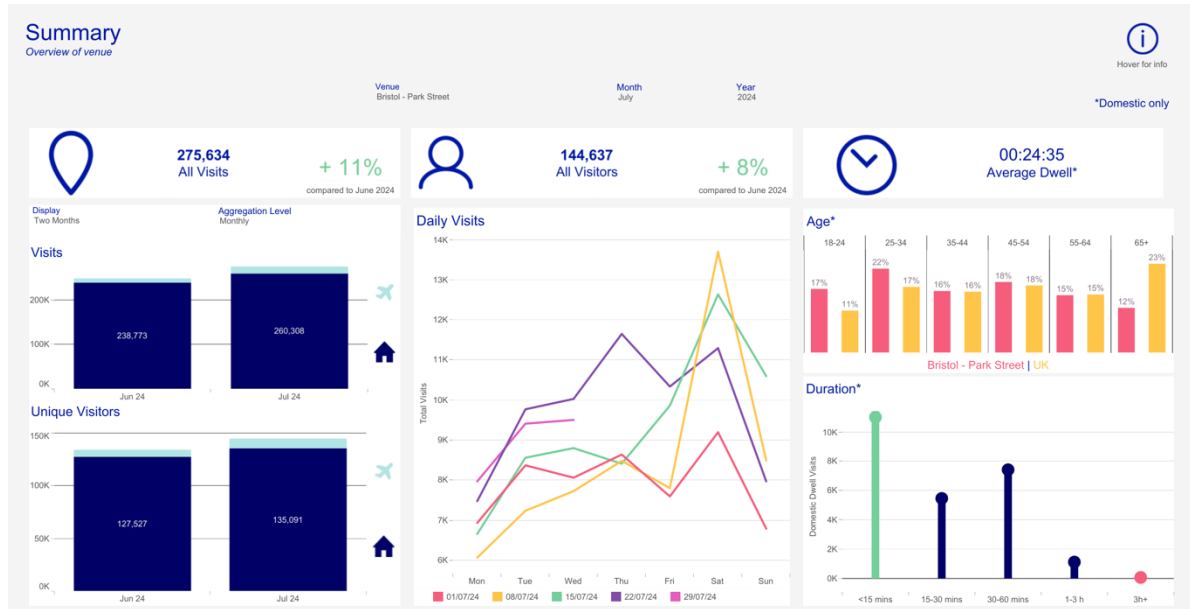 Summary
Overview of venue
Hover for info
Venue
Bristol - Park Street
Month
July
Year
2024
*Domestic only
275,634
All Visits
+ 11%
compared to June 2024
144,637
All Visitors
+ 8%
compared to June 2024
00:24:35
Average Dwell*
Display
Two Months
Aggregation Level
Monthly
Visits
200K
100K
0K
238,773
260,308
Jun 24
Jul 24
Unique Visitors
150K
100K
50K
0K
127,527
135,091
Jun 24
Jul 24
Daily Visits
Total Visits
14K
13K
12K
11K
10K
9K
8K
7K
6K
Mon
Tue
Wed
Thu
Fri
Sat
Sun
01/07/24
08/07/24
15/07/24
22/07/24
29/07/24
Age*
18-24
25-34
35-44
45-54
55-64
65+
17%
11%
22%
17%
16%
16%
18%
18%
15%
15%
12%
23%
Bristol - Park Street | UK
Duration*
Domestic Dwell Visits
10K
8K
6K
4K
2K
0K
<15 mins
15-30 mins
30-60 mins
1-3 h
3h+